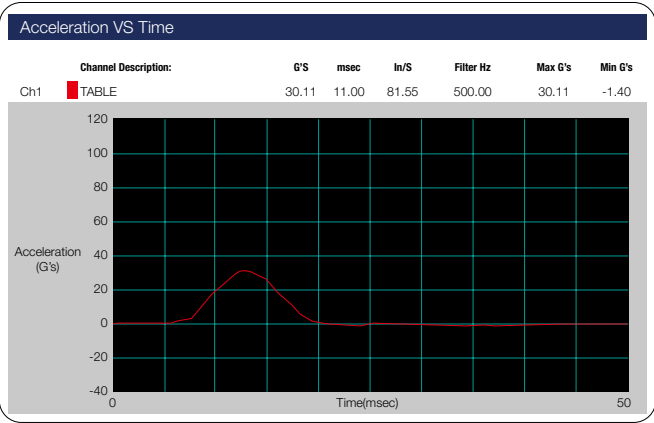 Acceleration VS Time
Channel Description: G'S msec In/S Filter Hz Max G's Min G's
Ch1 TABLE 30.11 11.00 81.55 500.00 30.11 -1.40
120
100
80
60
Acceleration
(G's)
40
20
0
-20
-40
0 Time(msec) 50